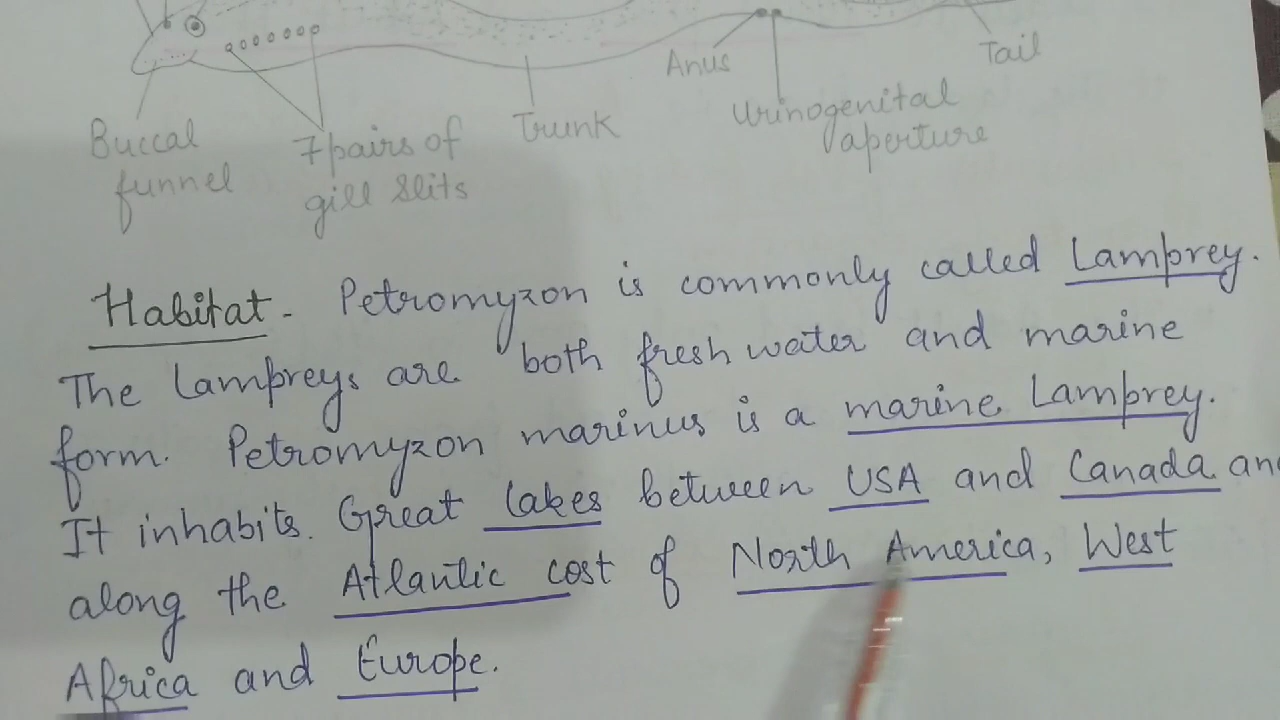 Anus
Tail
Buccal
funnel
7 pairs of
gill slits
Trunk
Urinogenital
aperture
Habitat - Petromyzon is commonly called Lamprey.
The Lampreys are both fresh water and marine
form. Petromyzon marinus is a marine Lamprey.
It inhabits. Great lakes between USA and Canada an
along the Atlantic cost of North America, West
Africa and Europe.